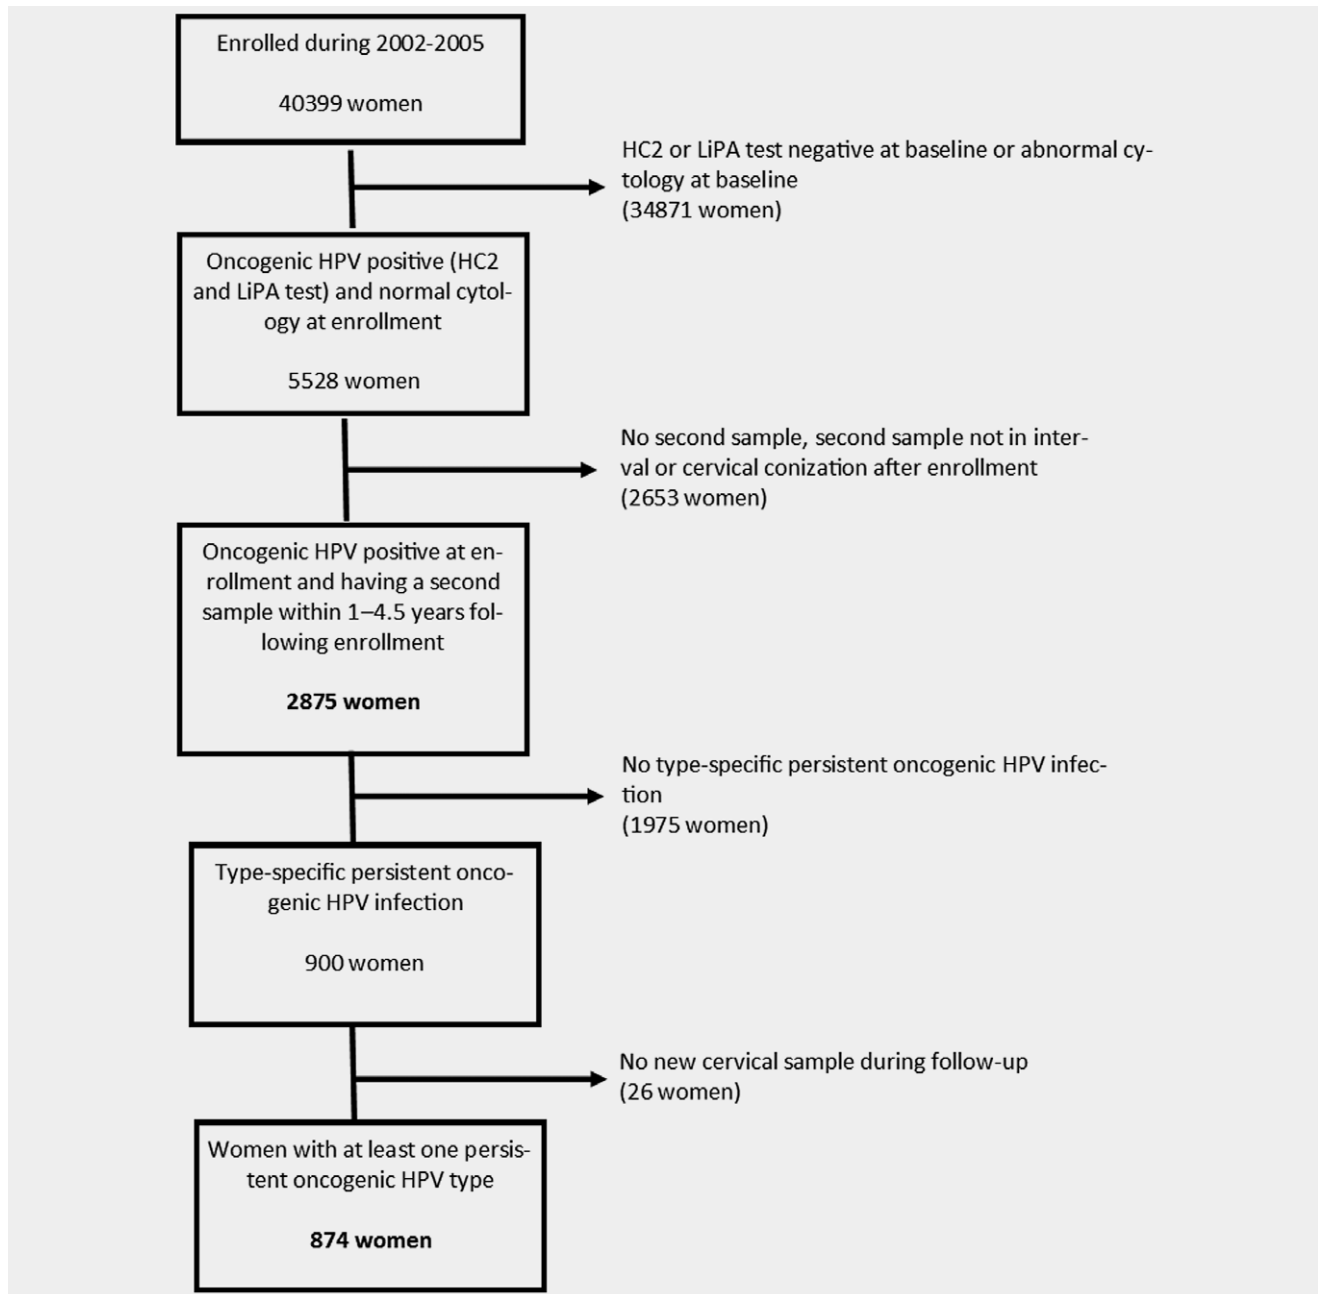 Enrolled during 2002-2005
40399 women
HC2 or LiPA test negative at baseline or abnormal cy-
tology at baseline
(34871 women)
Oncogenic HPV positive (HC2
and LiPA test) and normal cytol-
ogy at enrollment
5528 women
No second sample, second sample not in inter-
val or cervical conization after enrollment
(2653 women)
Oncogenic HPV positive at en-
rollment and having a second
sample within 1–4.5 years fol-
lowing enrollment
2875 women
No type-specific persistent oncogenic HPV infec-
tion
(1975 women)
Type-specific persistent onco-
genic HPV infection
900 women
No new cervical sample during follow-up
(26 women)
Women with at least one persis-
tent oncogenic HPV type
874 women